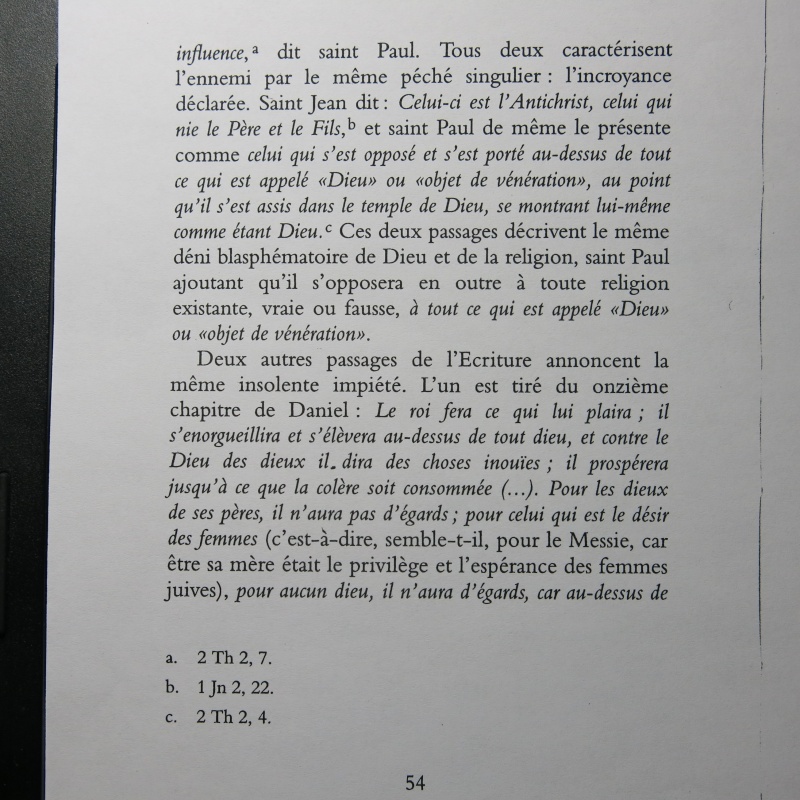 influence,ª dit saint Paul. Tous deux caractérisent
l'ennemi par le même péché singulier : l'incroyance
déclarée. Saint Jean dit : Celui-ci est l'Antichrist, celui qui
nie le Père et le Fils,ᵇ et saint Paul de même le présente
comme celui qui s'est opposé et s'est porté au-dessus de tout
ce qui est appelé «Dieu» ou «objet de vénération», au point
qu'il s'est assis dans le temple de Dieu, se montrant lui-même
comme étant Dieu.ᶜ Ces deux passages décrivent le même
déni blasphématoire de Dieu et de la religion, saint Paul
ajoutant qu'il s'opposera en outre à toute religion
existante, vraie ou fausse, à tout ce qui est appelé «Dieu»
ou «objet de vénération».
Deux autres passages de l'Ecriture annoncent la
même insolente impiété. L'un est tiré du onzième
chapitre de Daniel : Le roi fera ce qui lui plaira ; il
s'enorgueillira et s'élèvera au-dessus de tout dieu, et contre le
Dieu des dieux il. dira des choses inouïes ; il prospérera
jusqu'à ce que la colère soit consommée (...). Pour les dieux
de ses pères, il n'aura pas d'égards ; pour celui qui est le désir
des femmes (c'est-à-dire, semble-t-il, pour le Messie, car
être sa mère était le privilège et l'espérance des femmes
juives), pour aucun dieu, il n'aura d'égards, car au-dessus de
a. 2 Th 2, 7.
b. 1 Jn 2, 22.
c. 2 Th 2, 4.
54